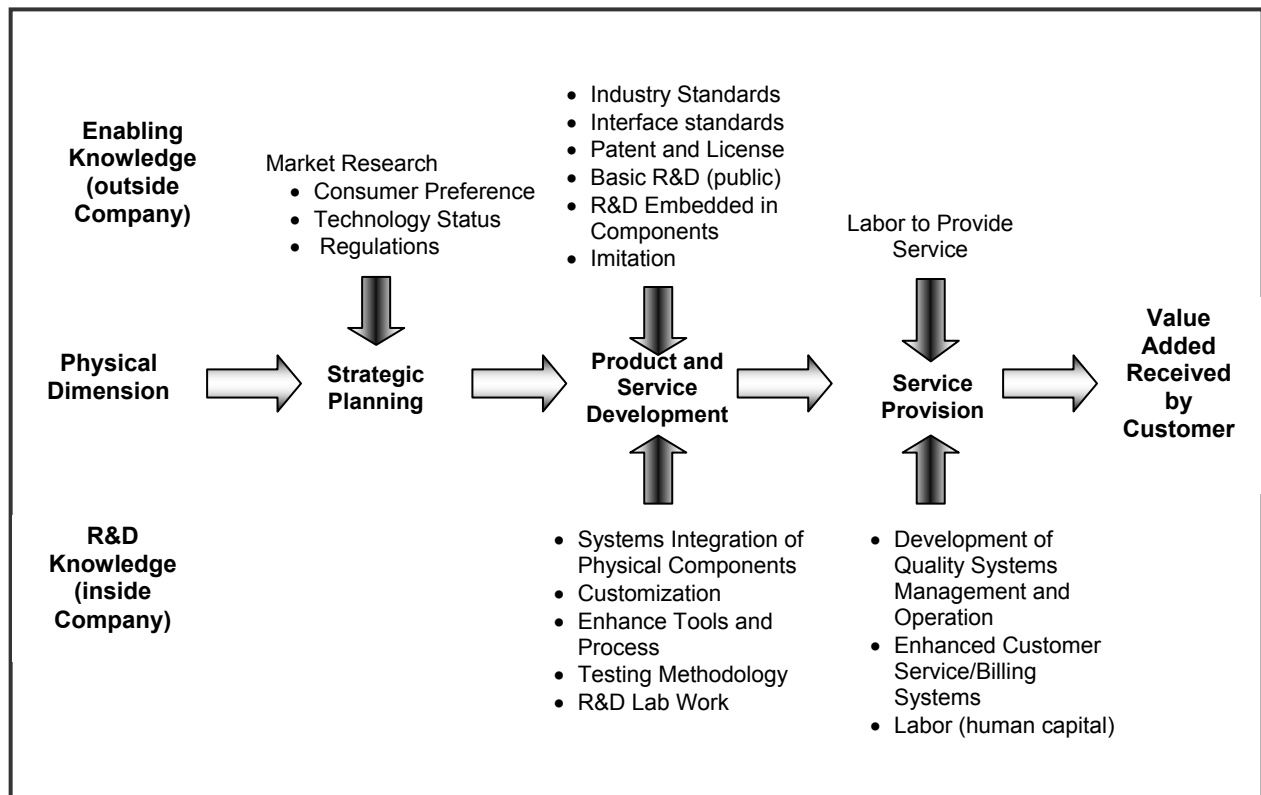 Enabling
Knowledge
(outside
Company)
Market Research
• Consumer Preference
• Technology Status
• Regulations
• Industry Standards
• Interface standards
• Patent and License
• Basic R&D (public)
• R&D Embedded in
Components
• Imitation
Labor to Provide
Service
Physical
Dimension
Strategic
Planning
Product and
Service
Development
Service
Provision
Value
Added
Received
by
Customer
R&D
Knowledge
(inside
Company)
• Systems Integration of
Physical Components
• Customization
• Enhance Tools and
Process
• Testing Methodology
• R&D Lab Work
• Development of
Quality Systems
Management and
Operation
• Enhanced Customer
Service/Billing
Systems
• Labor (human capital)